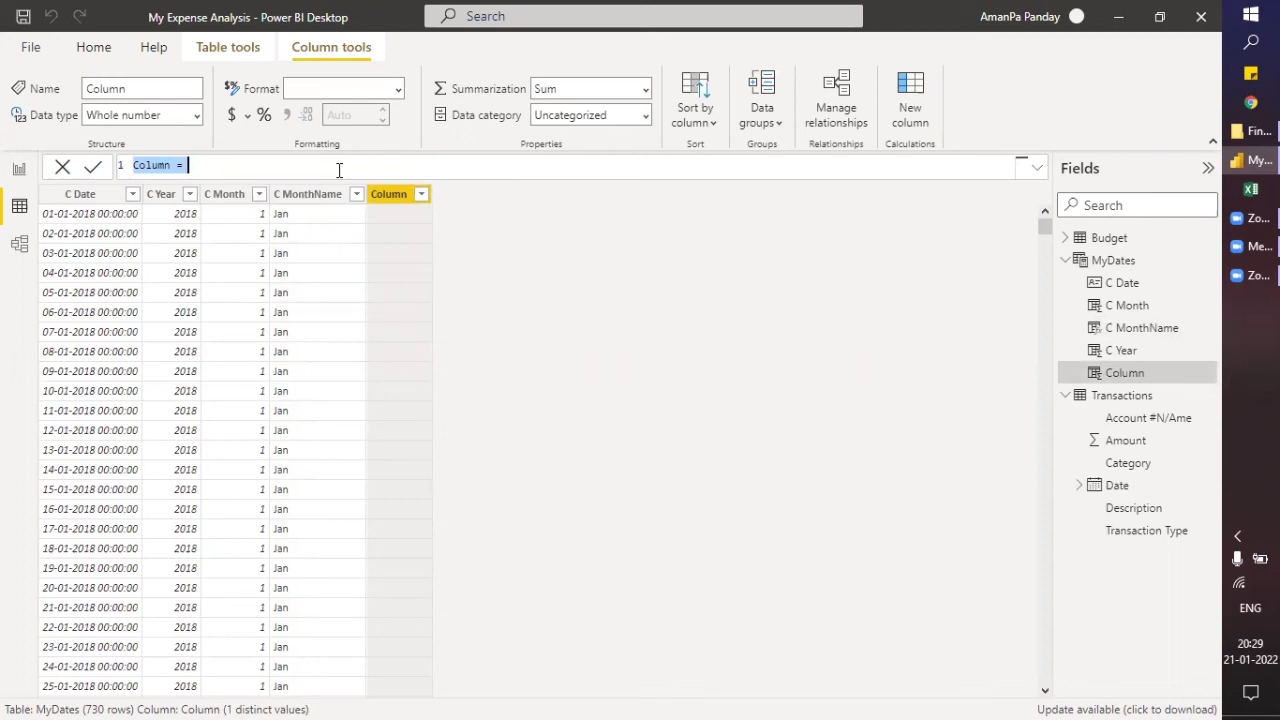 My Expense Analysis - Power BI Desktop
Search
AmanPa Panday
File
Home
Help
Table tools
Column tools
Name
Column
Data type
Whole number
Structure
Format
$
%
Auto
Formatting
Summarization
Sum
Data category
Uncategorized
Properties
Sort by
column
Sort
Data
groups
Groups
Manage
relationships
Relationships
New
column
Calculations
1 Column =
C Date C Year C Month C MonthName Column
01-01-2018 00:00:00 2018 1 Jan
02-01-2018 00:00:00 2018 1 Jan
03-01-2018 00:00:00 2018 1 Jan
04-01-2018 00:00:00 2018 1 Jan
05-01-2018 00:00:00 2018 1 Jan
06-01-2018 00:00:00 2018 1 Jan
07-01-2018 00:00:00 2018 1 Jan
08-01-2018 00:00:00 2018 1 Jan
09-01-2018 00:00:00 2018 1 Jan
10-01-2018 00:00:00 2018 1 Jan
11-01-2018 00:00:00 2018 1 Jan
12-01-2018 00:00:00 2018 1 Jan
13-01-2018 00:00:00 2018 1 Jan
14-01-2018 00:00:00 2018 1 Jan
15-01-2018 00:00:00 2018 1 Jan
16-01-2018 00:00:00 2018 1 Jan
17-01-2018 00:00:00 2018 1 Jan
18-01-2018 00:00:00 2018 1 Jan
19-01-2018 00:00:00 2018 1 Jan
20-01-2018 00:00:00 2018 1 Jan
21-01-2018 00:00:00 2018 1 Jan
22-01-2018 00:00:00 2018 1 Jan
23-01-2018 00:00:00 2018 1 Jan
24-01-2018 00:00:00 2018 1 Jan
25-01-2018 00:00:00 2018 1 Jan
Table: MyDates (730 rows) Column: Column (1 distinct values)
Update available (click to download)
Fields
Search
Budget
MyDates
C Date
C Month
C MonthName
C Year
Column
Transactions
Account #N/Ame
Amount
Category
Date
Description
Transaction Type
Fin...
My...
Zo...
Me...
Zo...
ENG
20:29
21-01-2022